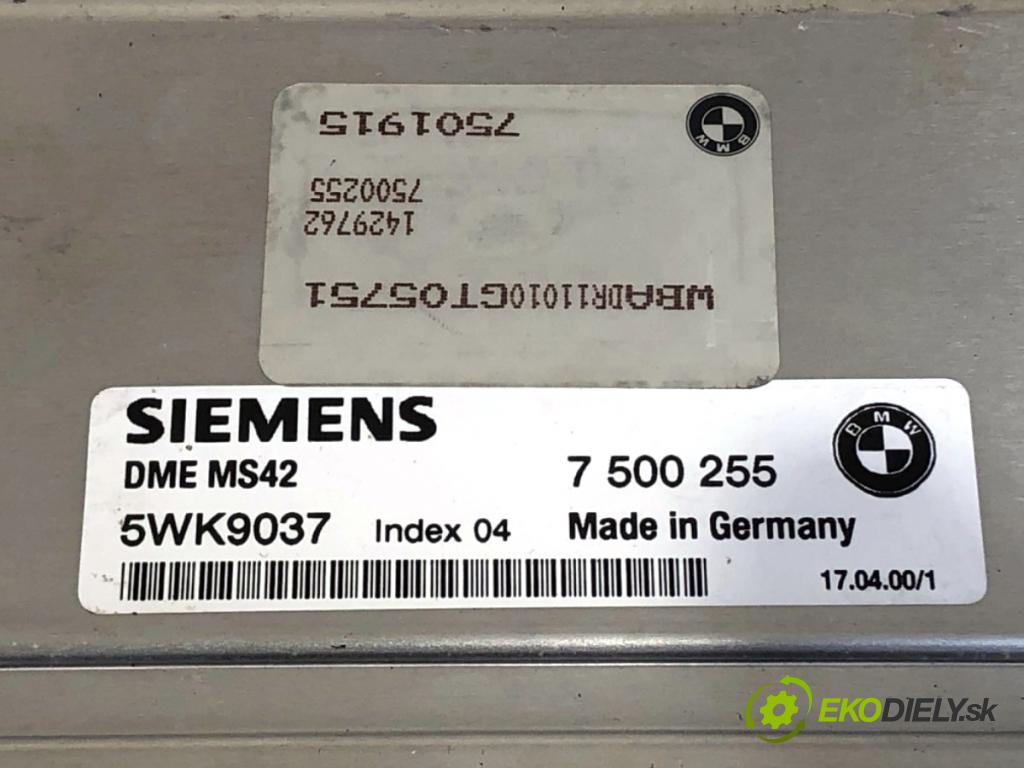 7501915
BMW
7500255
1429762
WBADR11010GT05751
SIEMENS
BMW
DME MS42 7 500 255
5WK9037 Index 04 Made in Germany
17.04.00/1
EKODIELY.sk